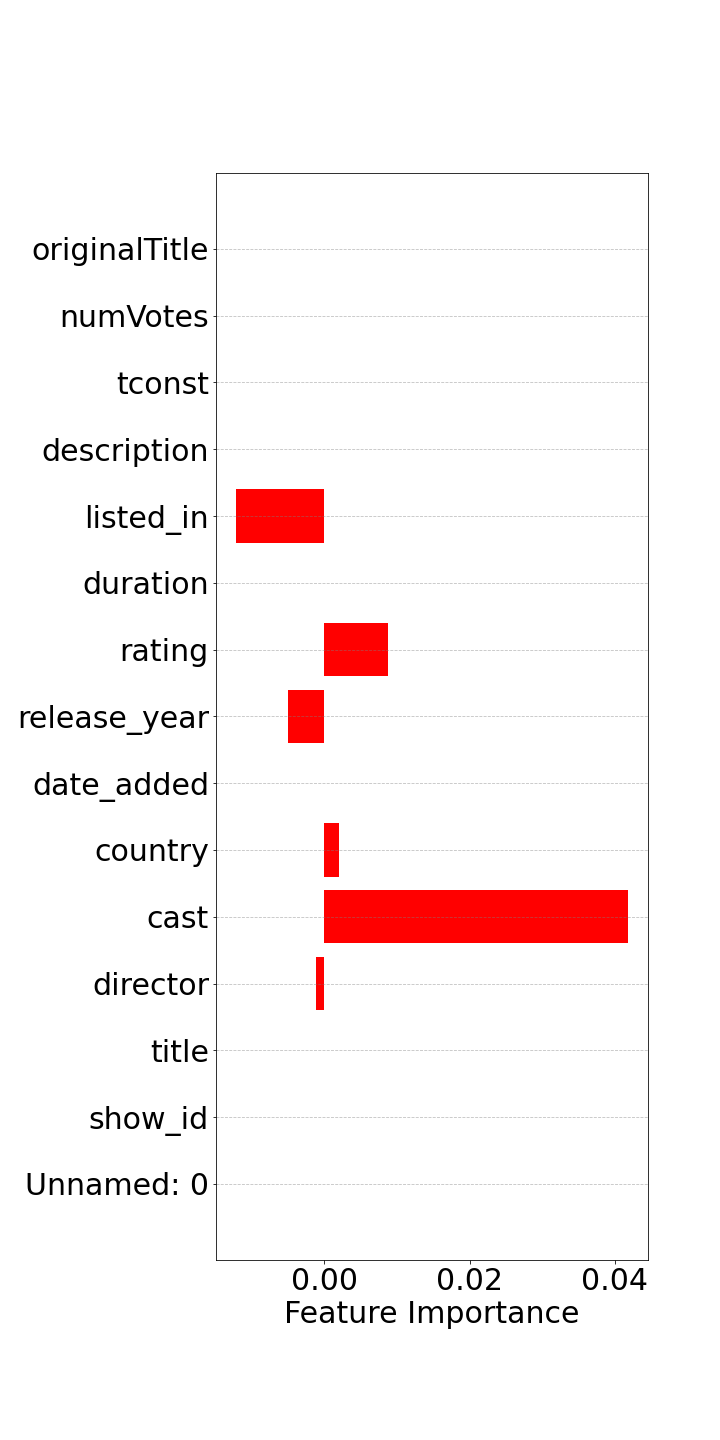 originalTitle
numVotes
tconst
description
listed_in
duration
rating
release_year
date_added
country
cast
director
title
show_id
Unnamed: 0
0.00 0.02 0.04
Feature Importance